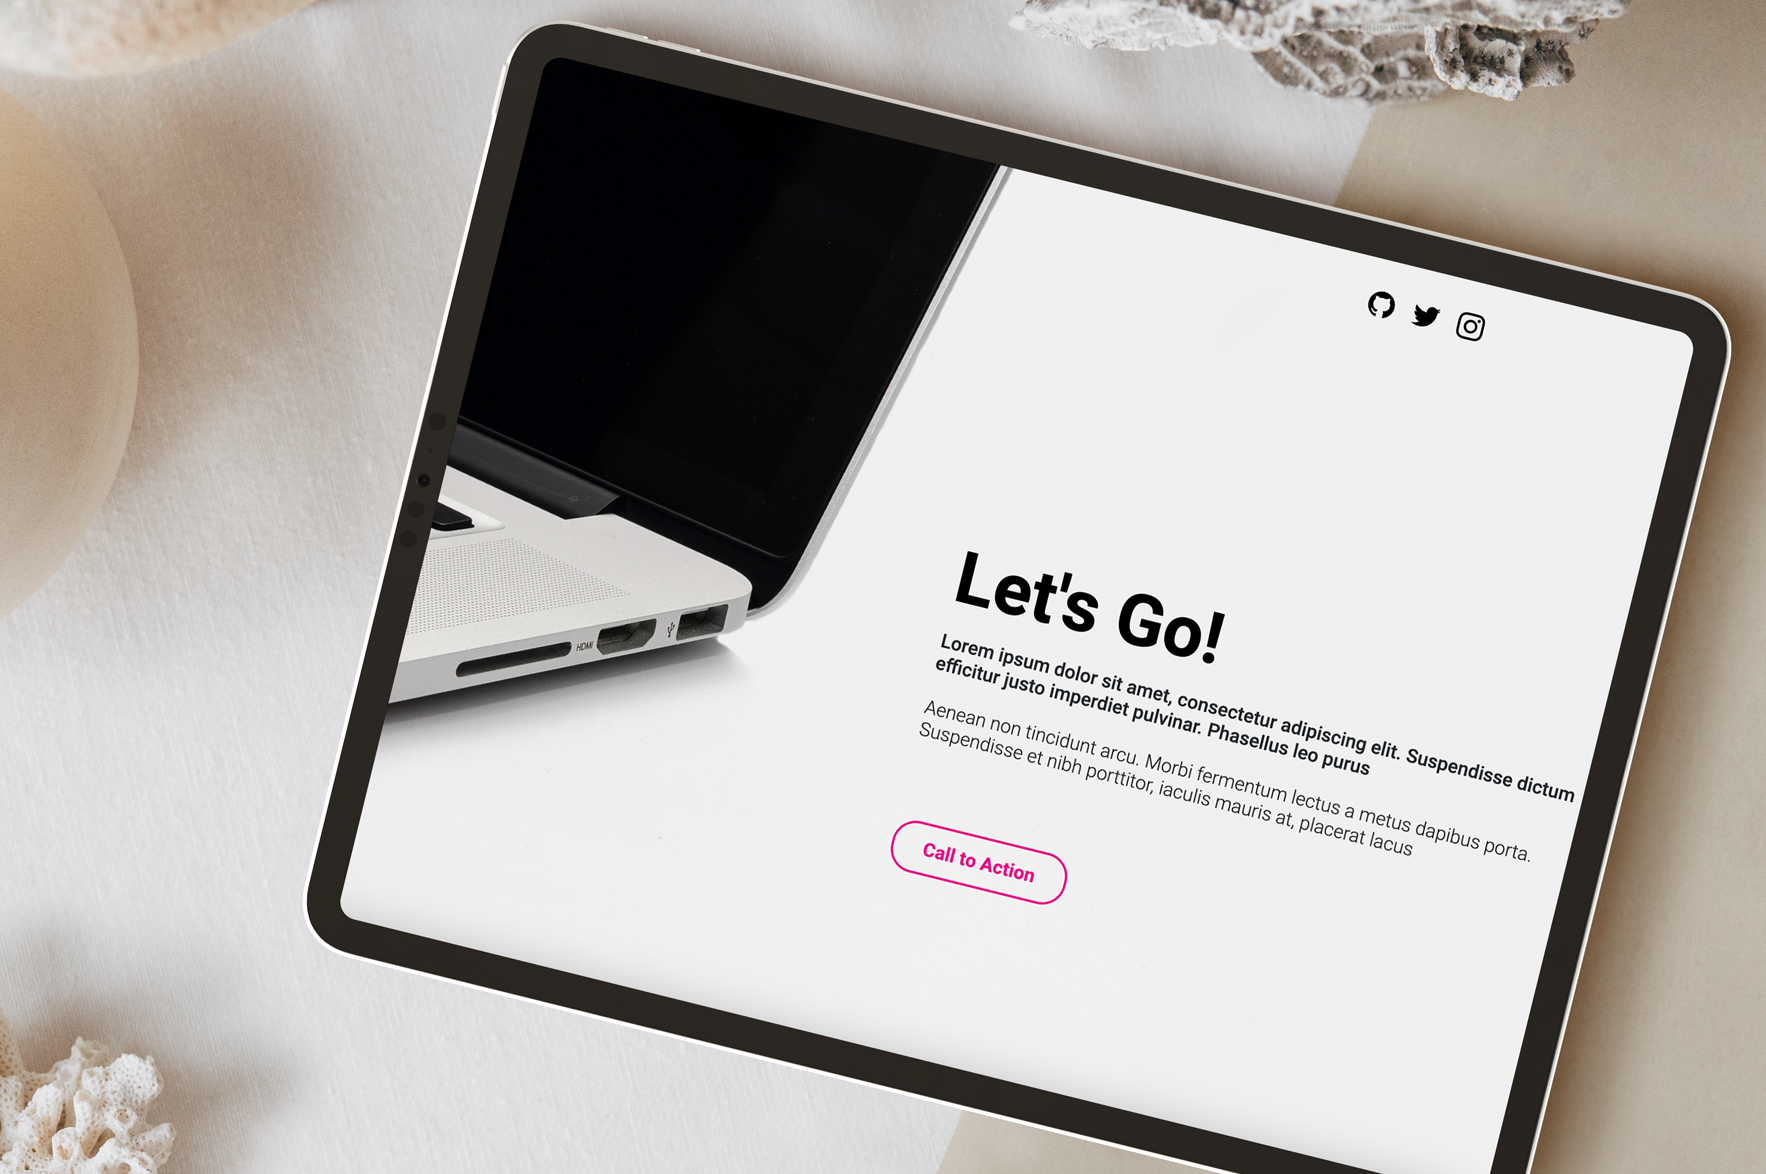 HDMI
Let's Go!
Lorem ipsum dolor sit amet, consectetur adipiscing elit. Suspendisse dictum
efficitur justo imperdiet pulvinar. Phasellus leo purus
Aenean non tincidunt arcu. Morbi fermentum lectus a metus dapibus porta.
Suspendisse et nibh porttitor, iaculis mauris at, placerat lacus
Call to Action